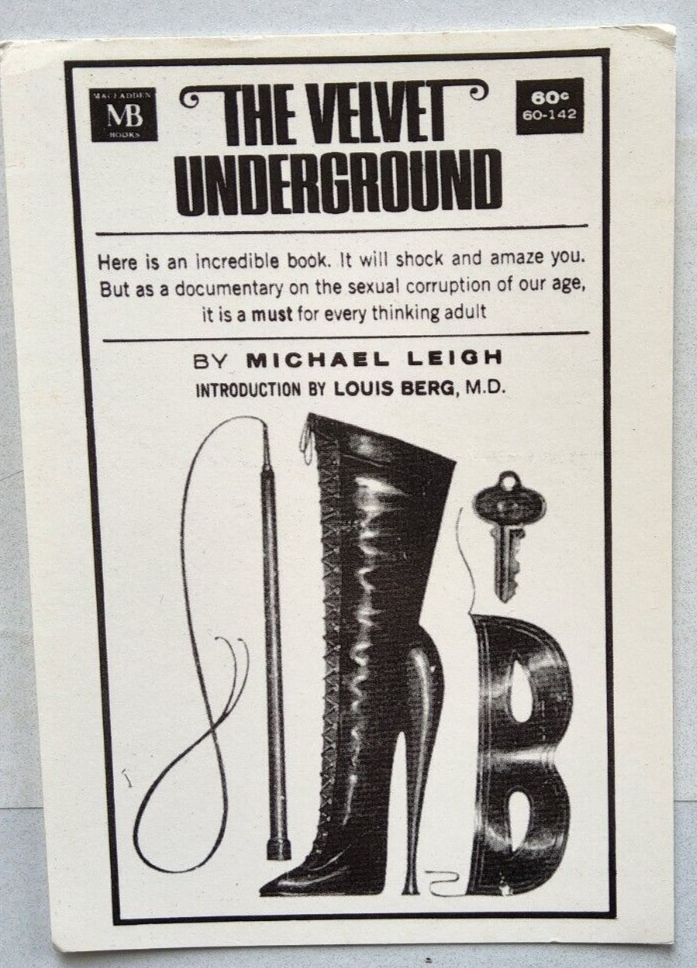 MACFADDEN
MB
BOOKS
THE VELVET
UNDERGROUND
60c
60-142
Here is an incredible book. It will shock and amaze you.
But as a documentary on the sexual corruption of our age,
it is a must for every thinking adult
BY MICHAEL LEIGH
INTRODUCTION BY LOUIS BERG, M.D.